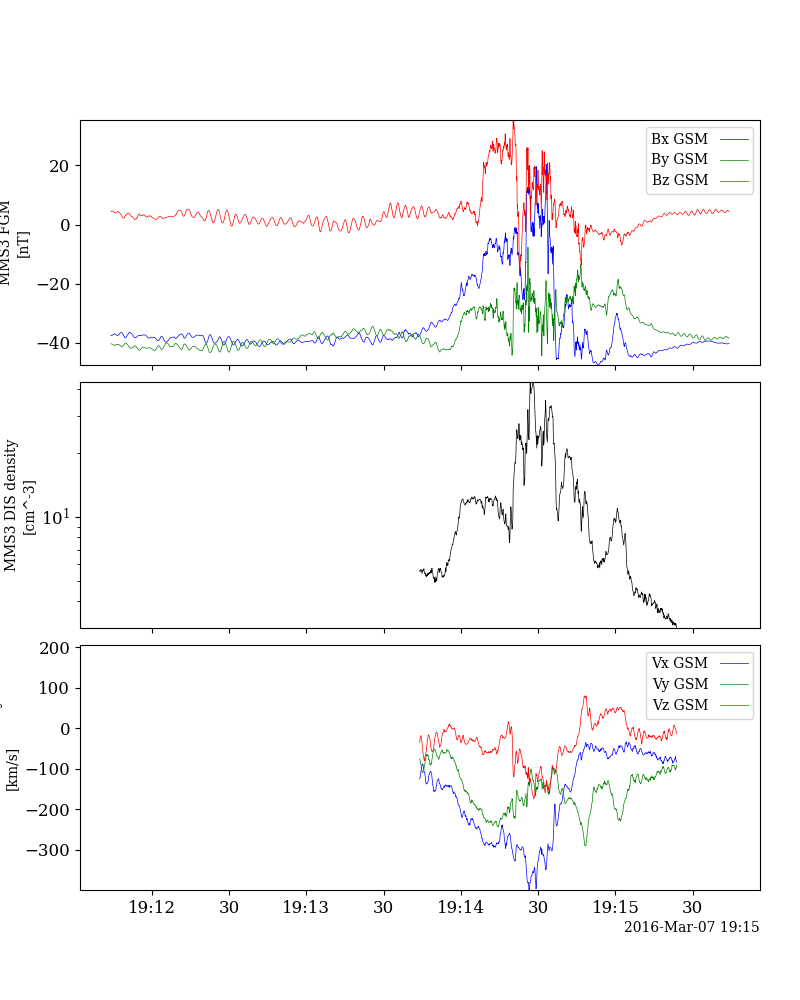 MMS3 FGM
[nT]
20
0
−20
−40
Bx GSM
By GSM
Bz GSM
MMS3 DIS density
[cm^-3]
10^1
[km/s]
200
100
0
−100
−200
−300
Vx GSM
Vy GSM
Vz GSM
19:12 30 19:13 30 19:14 30 19:15 30
2016-Mar-07 19:15